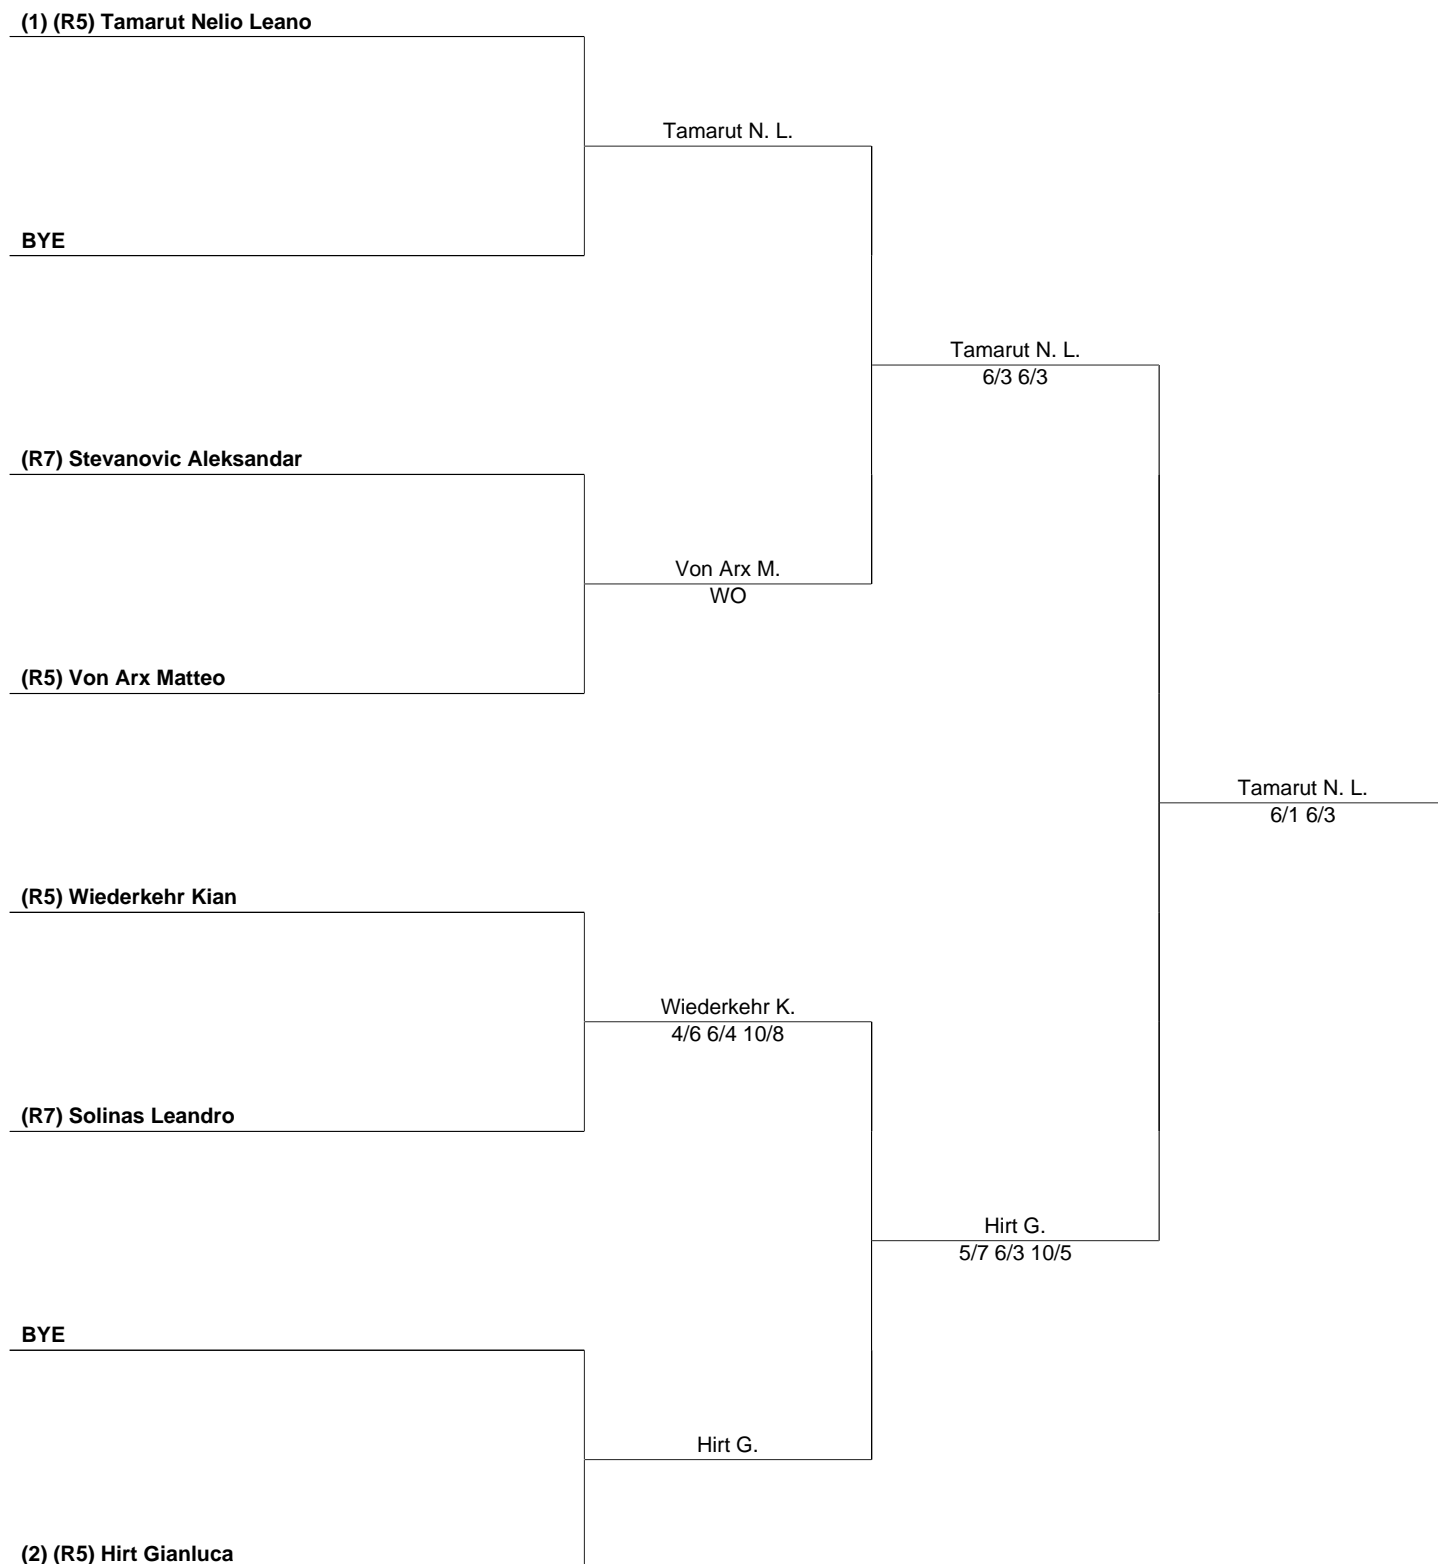 (1) (R5) Tamarut Nelio Leano
Tamarut N. L.
BYE
Tamarut N. L.
6/3 6/3
(R7) Stevanovic Aleksandar
Von Arx M.
WO
(R5) Von Arx Matteo
Tamarut N. L.
6/1 6/3
(R5) Wiederkehr Kian
Wiederkehr K.
4/6 6/4 10/8
(R7) Solinas Leandro
Hirt G.
5/7 6/3 10/5
BYE
Hirt G.
(2) (R5) Hirt Gianluca